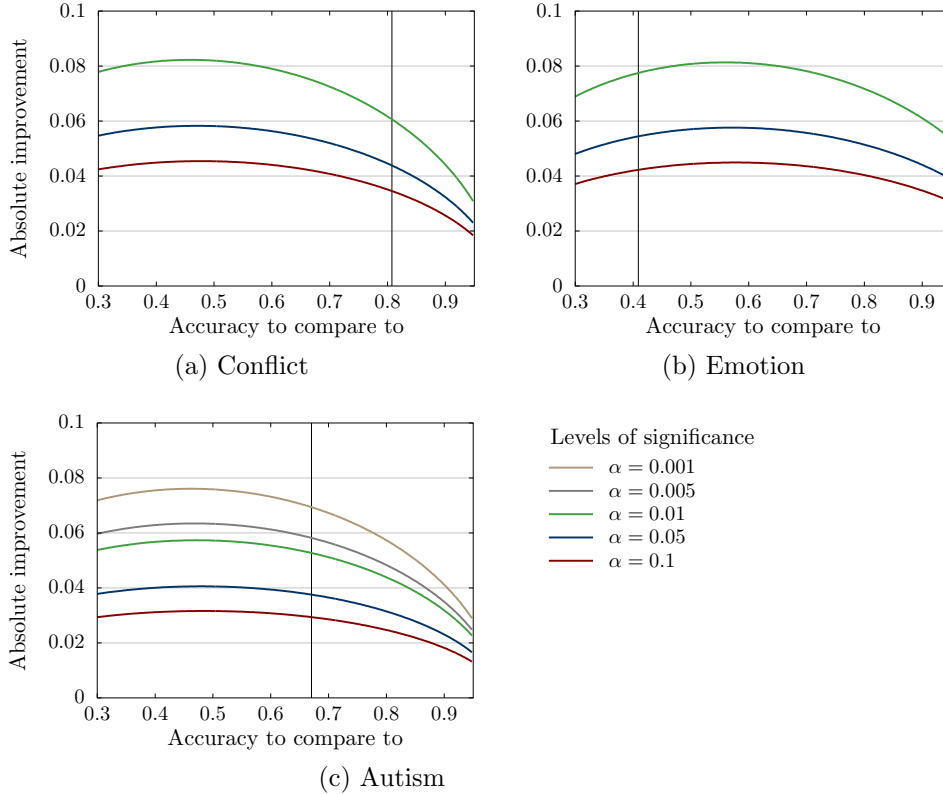 0.1
0.08
0.06
0.04
0.02
0
Absolute improvement
0.3 0.4 0.5 0.6 0.7 0.8 0.9
Accuracy to compare to
(a) Conflict
0.1
0.08
0.06
0.04
0.02
0
0.3 0.4 0.5 0.6 0.7 0.8 0.9
Accuracy to compare to
(b) Emotion
0.1
0.08
0.06
0.04
0.02
0
Absolute improvement
0.3 0.4 0.5 0.6 0.7 0.8 0.9
Accuracy to compare to
(c) Autism
Levels of significance
α = 0.001
α = 0.005
α = 0.01
α = 0.05
α = 0.1